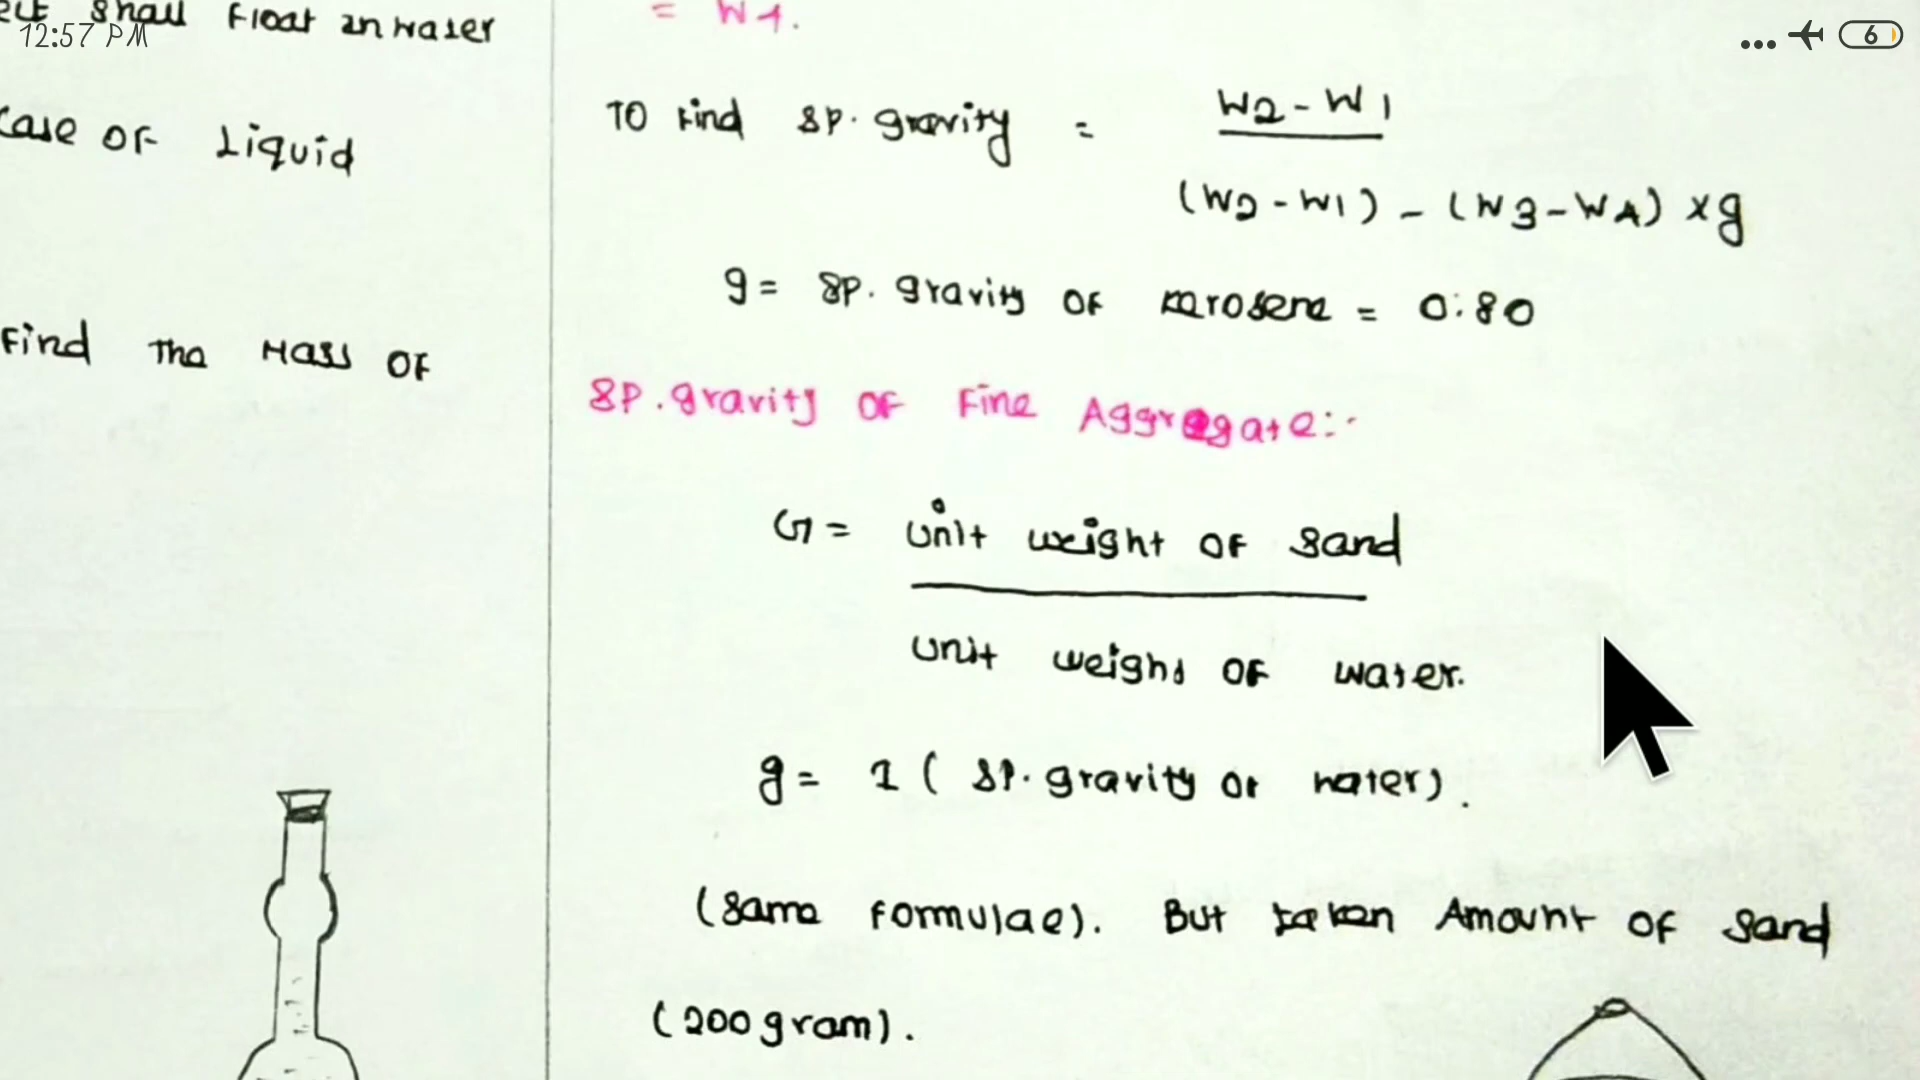 shall Float in water
12:57 PM
6
case OF Liquid
Find The Mass OF
= W4.
To Find sp. gravity = W2 - W1
(W2 - W1) - (W3 - W4) x g
g = sp. gravity OF kerosene = 0.80
SP. gravity OF Fine Aggregate:-
G = Unit weight OF sand
Unit weight OF water.
g = 1 ( sp. gravity of water).
(same formulae). But taken Amount OF sand
(200 gram).